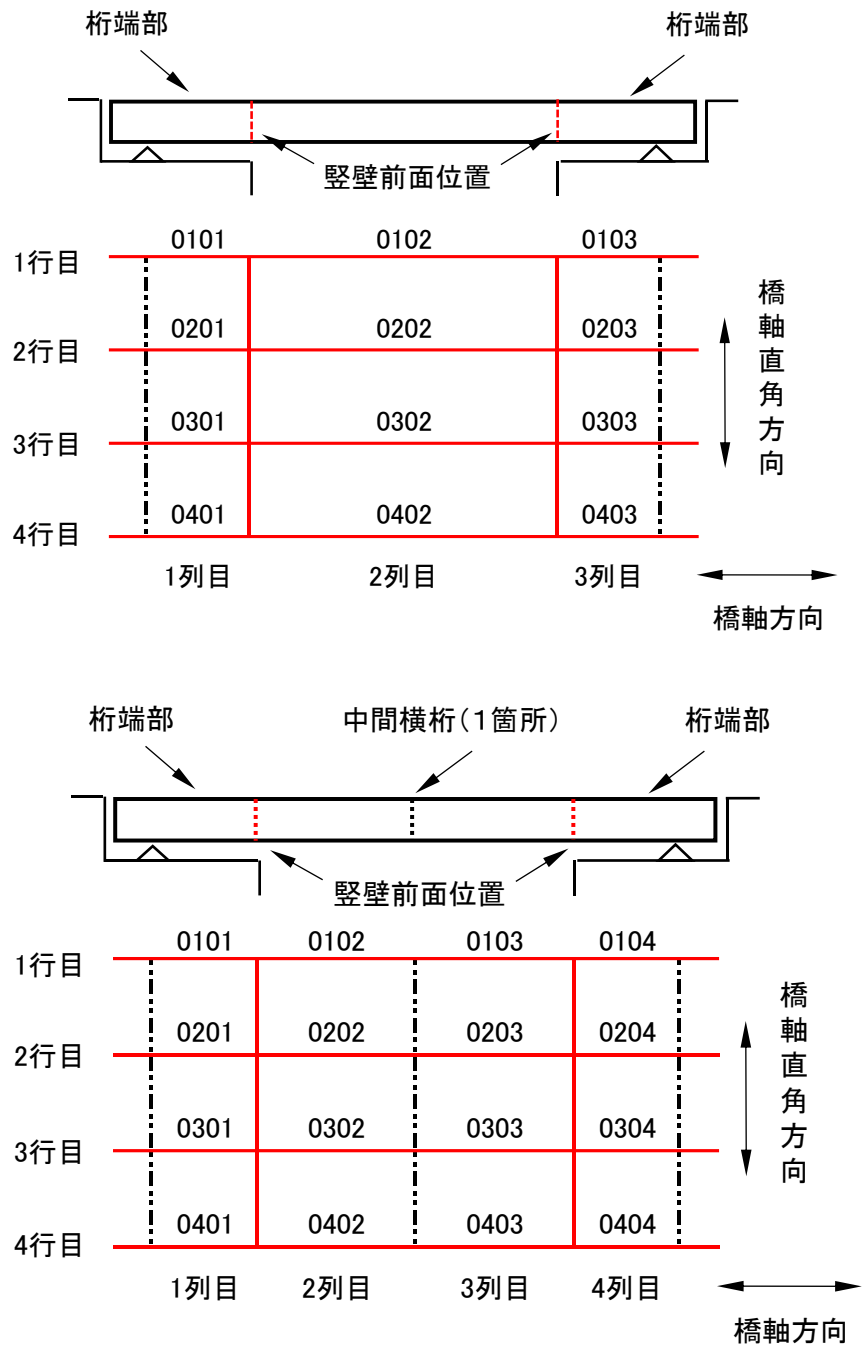 桁端部 桁端部
竪壁前面位置
0101 0102 0103
1行目
0201 0202 0203
2行目
0301 0302 0303
3行目
0401 0402 0403
4行目
1列目 2列目 3列目
橋軸直角方向
橋軸方向
桁端部 中間横桁(1箇所) 桁端部
竪壁前面位置
0101 0102 0103 0104
1行目
0201 0202 0203 0204
2行目
0301 0302 0303 0304
3行目
0401 0402 0403 0404
4行目
1列目 2列目 3列目 4列目
橋軸直角方向
橋軸方向